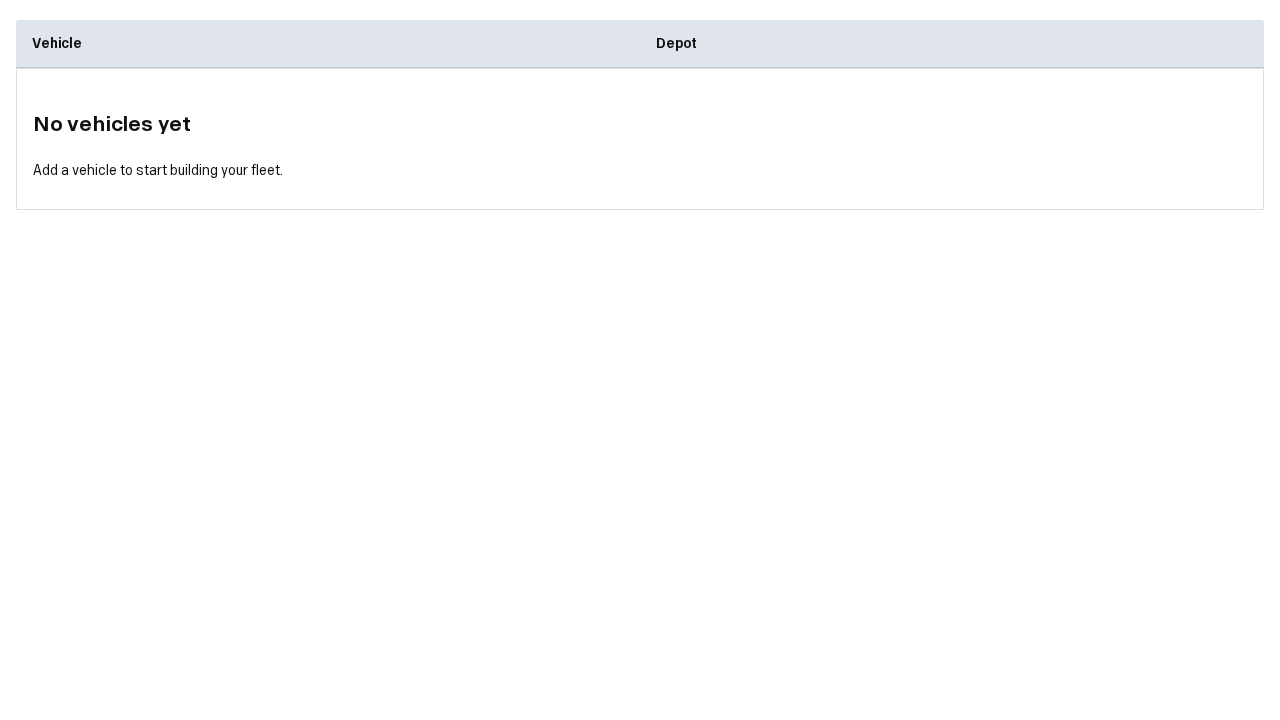 Vehicle Depot
No vehicles yet
Add a vehicle to start building your fleet.